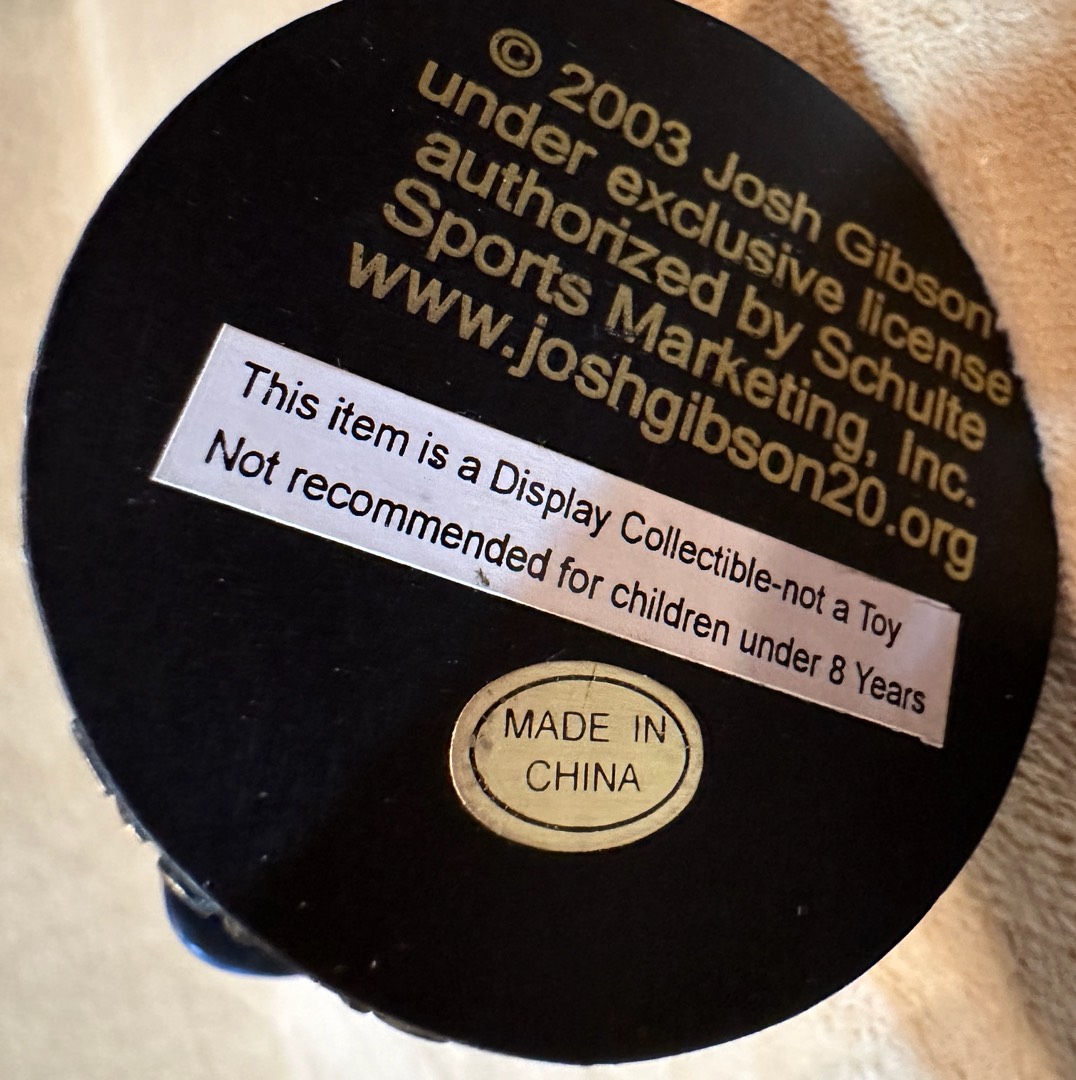 © 2003 Josh Gibson-
under exclusive license
authorized by Schulte
Sports Marketing, Inc.
www.joshgibson20.org
This item is a Display Collectible-not a Toy
Not recommended for children under 8 Years
MADE IN
CHINA